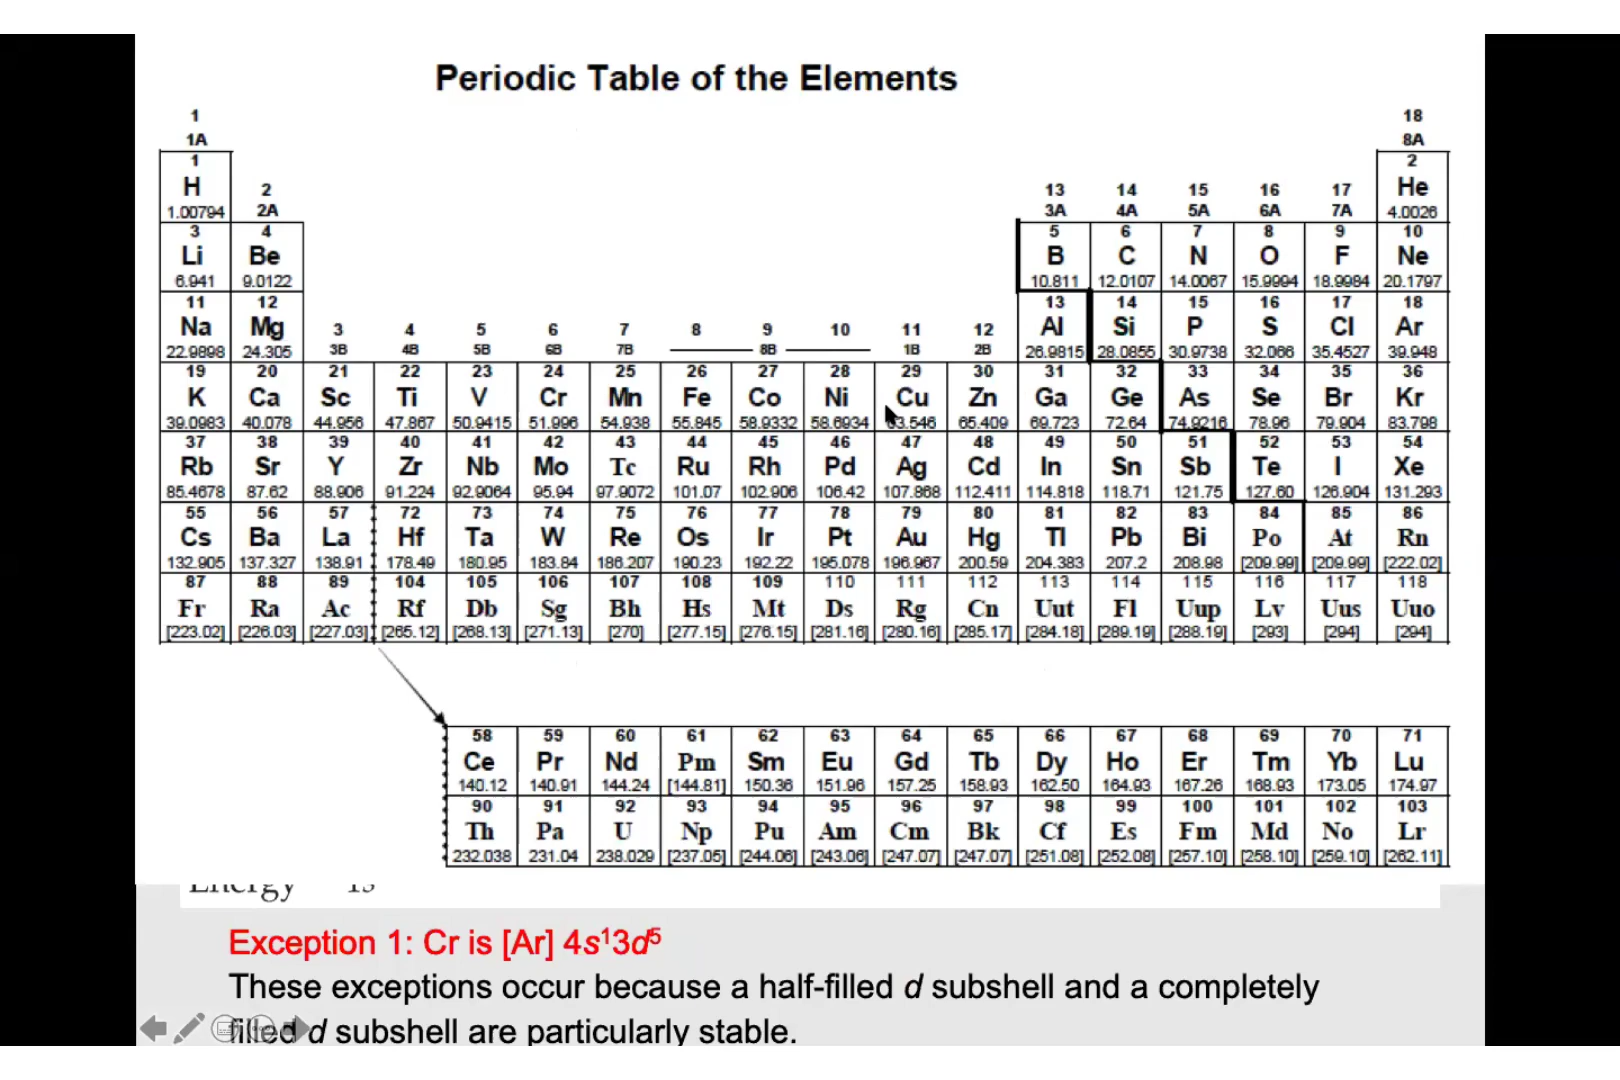 Periodic Table of the Elements
1 18
1A 8A
1 2
H 2 13 14 15 16 17 He
1.00794 2A 3A 4A 5A 6A 7A 4.0026
3 4 5 6 7 8 9 10
Li Be B C N O F Ne
6.941 9.0122 10.811 12.0107 14.0067 15.9994 18.9984 20.1797
11 12 13 14 15 16 17 18
Na Mg 3 4 5 6 7 8 9 10 11 12 Al Si P S Cl Ar
22.9898 24.305 3B 4B 5B 6B 7B 8B 1B 2B 26.9815 28.0855 30.9738 32.066 35.4527 39.948
19 20 21 22 23 24 25 26 27 28 29 30 31 32 33 34 35 36
K Ca Sc Ti V Cr Mn Fe Co Ni Cu Zn Ga Ge As Se Br Kr
39.0983 40.078 44.956 47.867 50.9415 51.996 54.938 55.845 58.9332 58.6934 63.546 65.409 69.723 72.64 74.9216 78.96 79.904 83.798
37 38 39 40 41 42 43 44 45 46 47 48 49 50 51 52 53 54
Rb Sr Y Zr Nb Mo Tc Ru Rh Pd Ag Cd In Sn Sb Te I Xe
85.4678 87.62 88.906 91.224 92.9064 95.94 97.9072 101.07 102.906 106.42 107.868 112.411 114.818 118.71 121.75 127.60 126.904 131.293
55 56 57 72 73 74 75 76 77 78 79 80 81 82 83 84 85 86
Cs Ba La Hf Ta W Re Os Ir Pt Au Hg Tl Pb Bi Po At Rn
132.905 137.327 138.91 178.49 180.95 183.84 186.207 190.23 192.22 195.078 196.967 200.59 204.383 207.2 208.98 [209.99] [209.99] [222.02]
87 88 89 104 105 106 107 108 109 110 111 112 113 114 115 116 117 118
Fr Ra Ac Rf Db Sg Bh Hs Mt Ds Rg Cn Uut Fl Uup Lv Uus Uuo
[223.02] [226.03] [227.03] [265.12] [268.13] [271.13] [270] [277.15] [276.15] [281.16] [280.16] [285.17] [284.18] [289.19] [288.19] [293] [294] [294]
58 59 60 61 62 63 64 65 66 67 68 69 70 71
Ce Pr Nd Pm Sm Eu Gd Tb Dy Ho Er Tm Yb Lu
140.12 140.91 144.24 [144.81] 150.36 151.96 157.25 158.93 162.50 164.93 167.26 168.93 173.05 174.97
90 91 92 93 94 95 96 97 98 99 100 101 102 103
Th Pa U Np Pu Am Cm Bk Cf Es Fm Md No Lr
232.038 231.04 238.029 [237.05] [244.06] [243.06] [247.07] [247.07] [251.08] [252.08] [257.10] [258.10] [259.10] [262.11]
Energy 1s
Exception 1: Cr is [Ar] 4s¹3d⁵
These exceptions occur because a half-filled d subshell and a completely
filled d subshell are particularly stable.